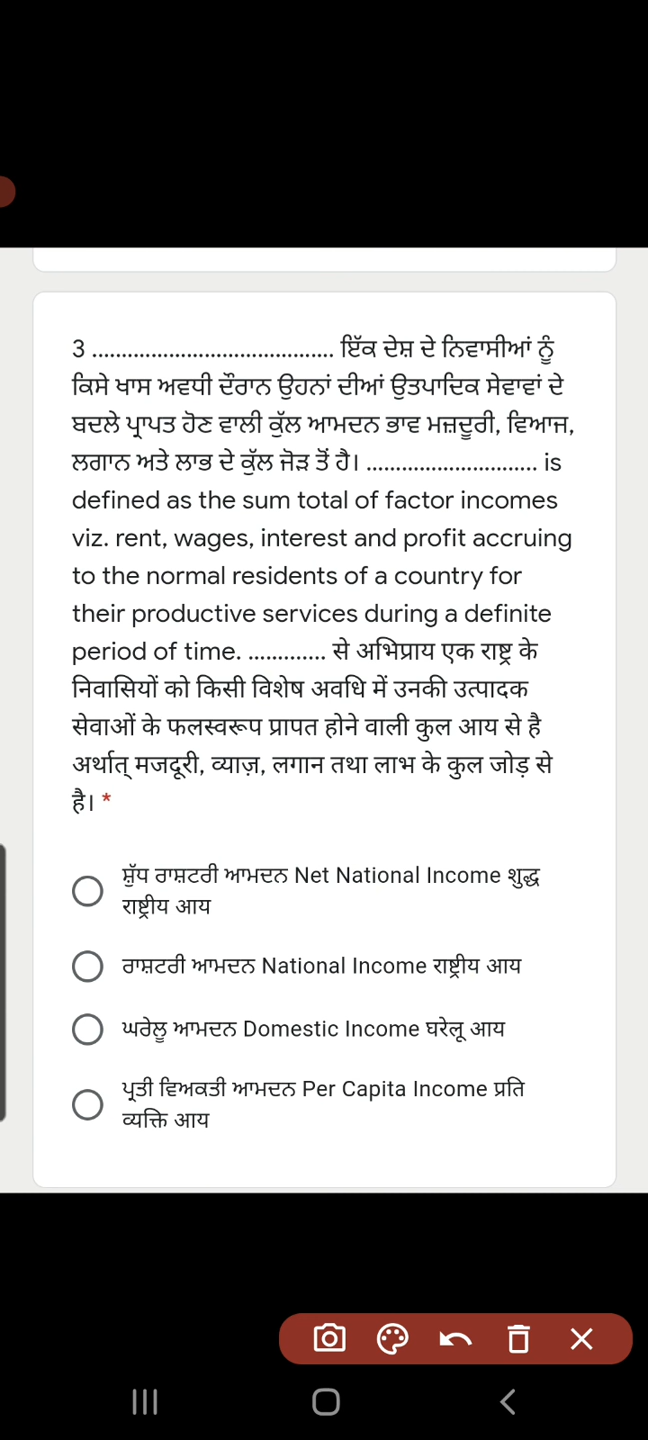 3 ......................................... ਇੱਕ ਦੇਸ਼ ਦੇ ਨਿਵਾਸੀਆਂ ਨੂੰ
ਕਿਸੇ ਖਾਸ ਅਵਧੀ ਦੌਰਾਨ ਉਹਨਾਂ ਦੀਆਂ ਉਤਪਾਦਿਕ ਸੇਵਾਵਾਂ ਦੇ
ਬਦਲੇ ਪ੍ਰਾਪਤ ਹੋਣ ਵਾਲੀ ਕੁੱਲ ਆਮਦਨ ਭਾਵ ਮਜ਼ਦੂਰੀ, ਵਿਆਜ,
ਲਗਾਨ ਅਤੇ ਲਾਭ ਦੇ ਕੁੱਲ ਜੋੜ ਤੋਂ ਹੈ। ............................. is
defined as the sum total of factor incomes
viz. rent, wages, interest and profit accruing
to the normal residents of a country for
their productive services during a definite
period of time. ............. से अभिप्राय एक राष्ट्र के
निवासियों को किसी विशेष अवधि में उनकी उत्पादक
सेवाओं के फलस्वरूप प्रापत होने वाली कुल आय से है
अर्थात् मजदूरी, व्याज़, लगान तथा लाभ के कुल जोड़ से
है। *
ਸ਼ੁੱਧ ਰਾਸ਼ਟਰੀ ਆਮਦਨ Net National Income शुद्ध
राष्ट्रीय आय
ਰਾਸ਼ਟਰੀ ਆਮਦਨ National Income राष्ट्रीय आय
ਘਰੇਲੂ ਆਮਦਨ Domestic Income घरेलू आय
ਪ੍ਰਤੀ ਵਿਅਕਤੀ ਆਮਦਨ Per Capita Income प्रति
व्यक्ति आय